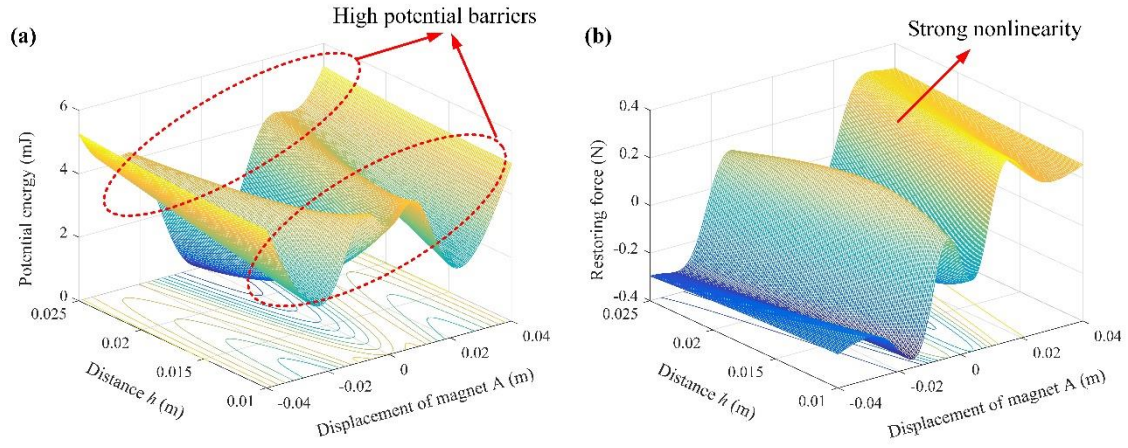 High potential barriers
(a)
6
4
2
0
Potential energy (mJ)
0.025
0.02
0.015
0.01
Distance h (m)
-0.04
-0.02
0
0.02
0.04
Displacement of magnet A (m)
Strong nonlinearity
(b)
0.4
0.2
0
-0.2
-0.4
Restoring force (N)
0.025
0.02
0.015
0.01
Distance h (m)
-0.04
-0.02
0
0.02
0.04
Displacement of magnet A (m)